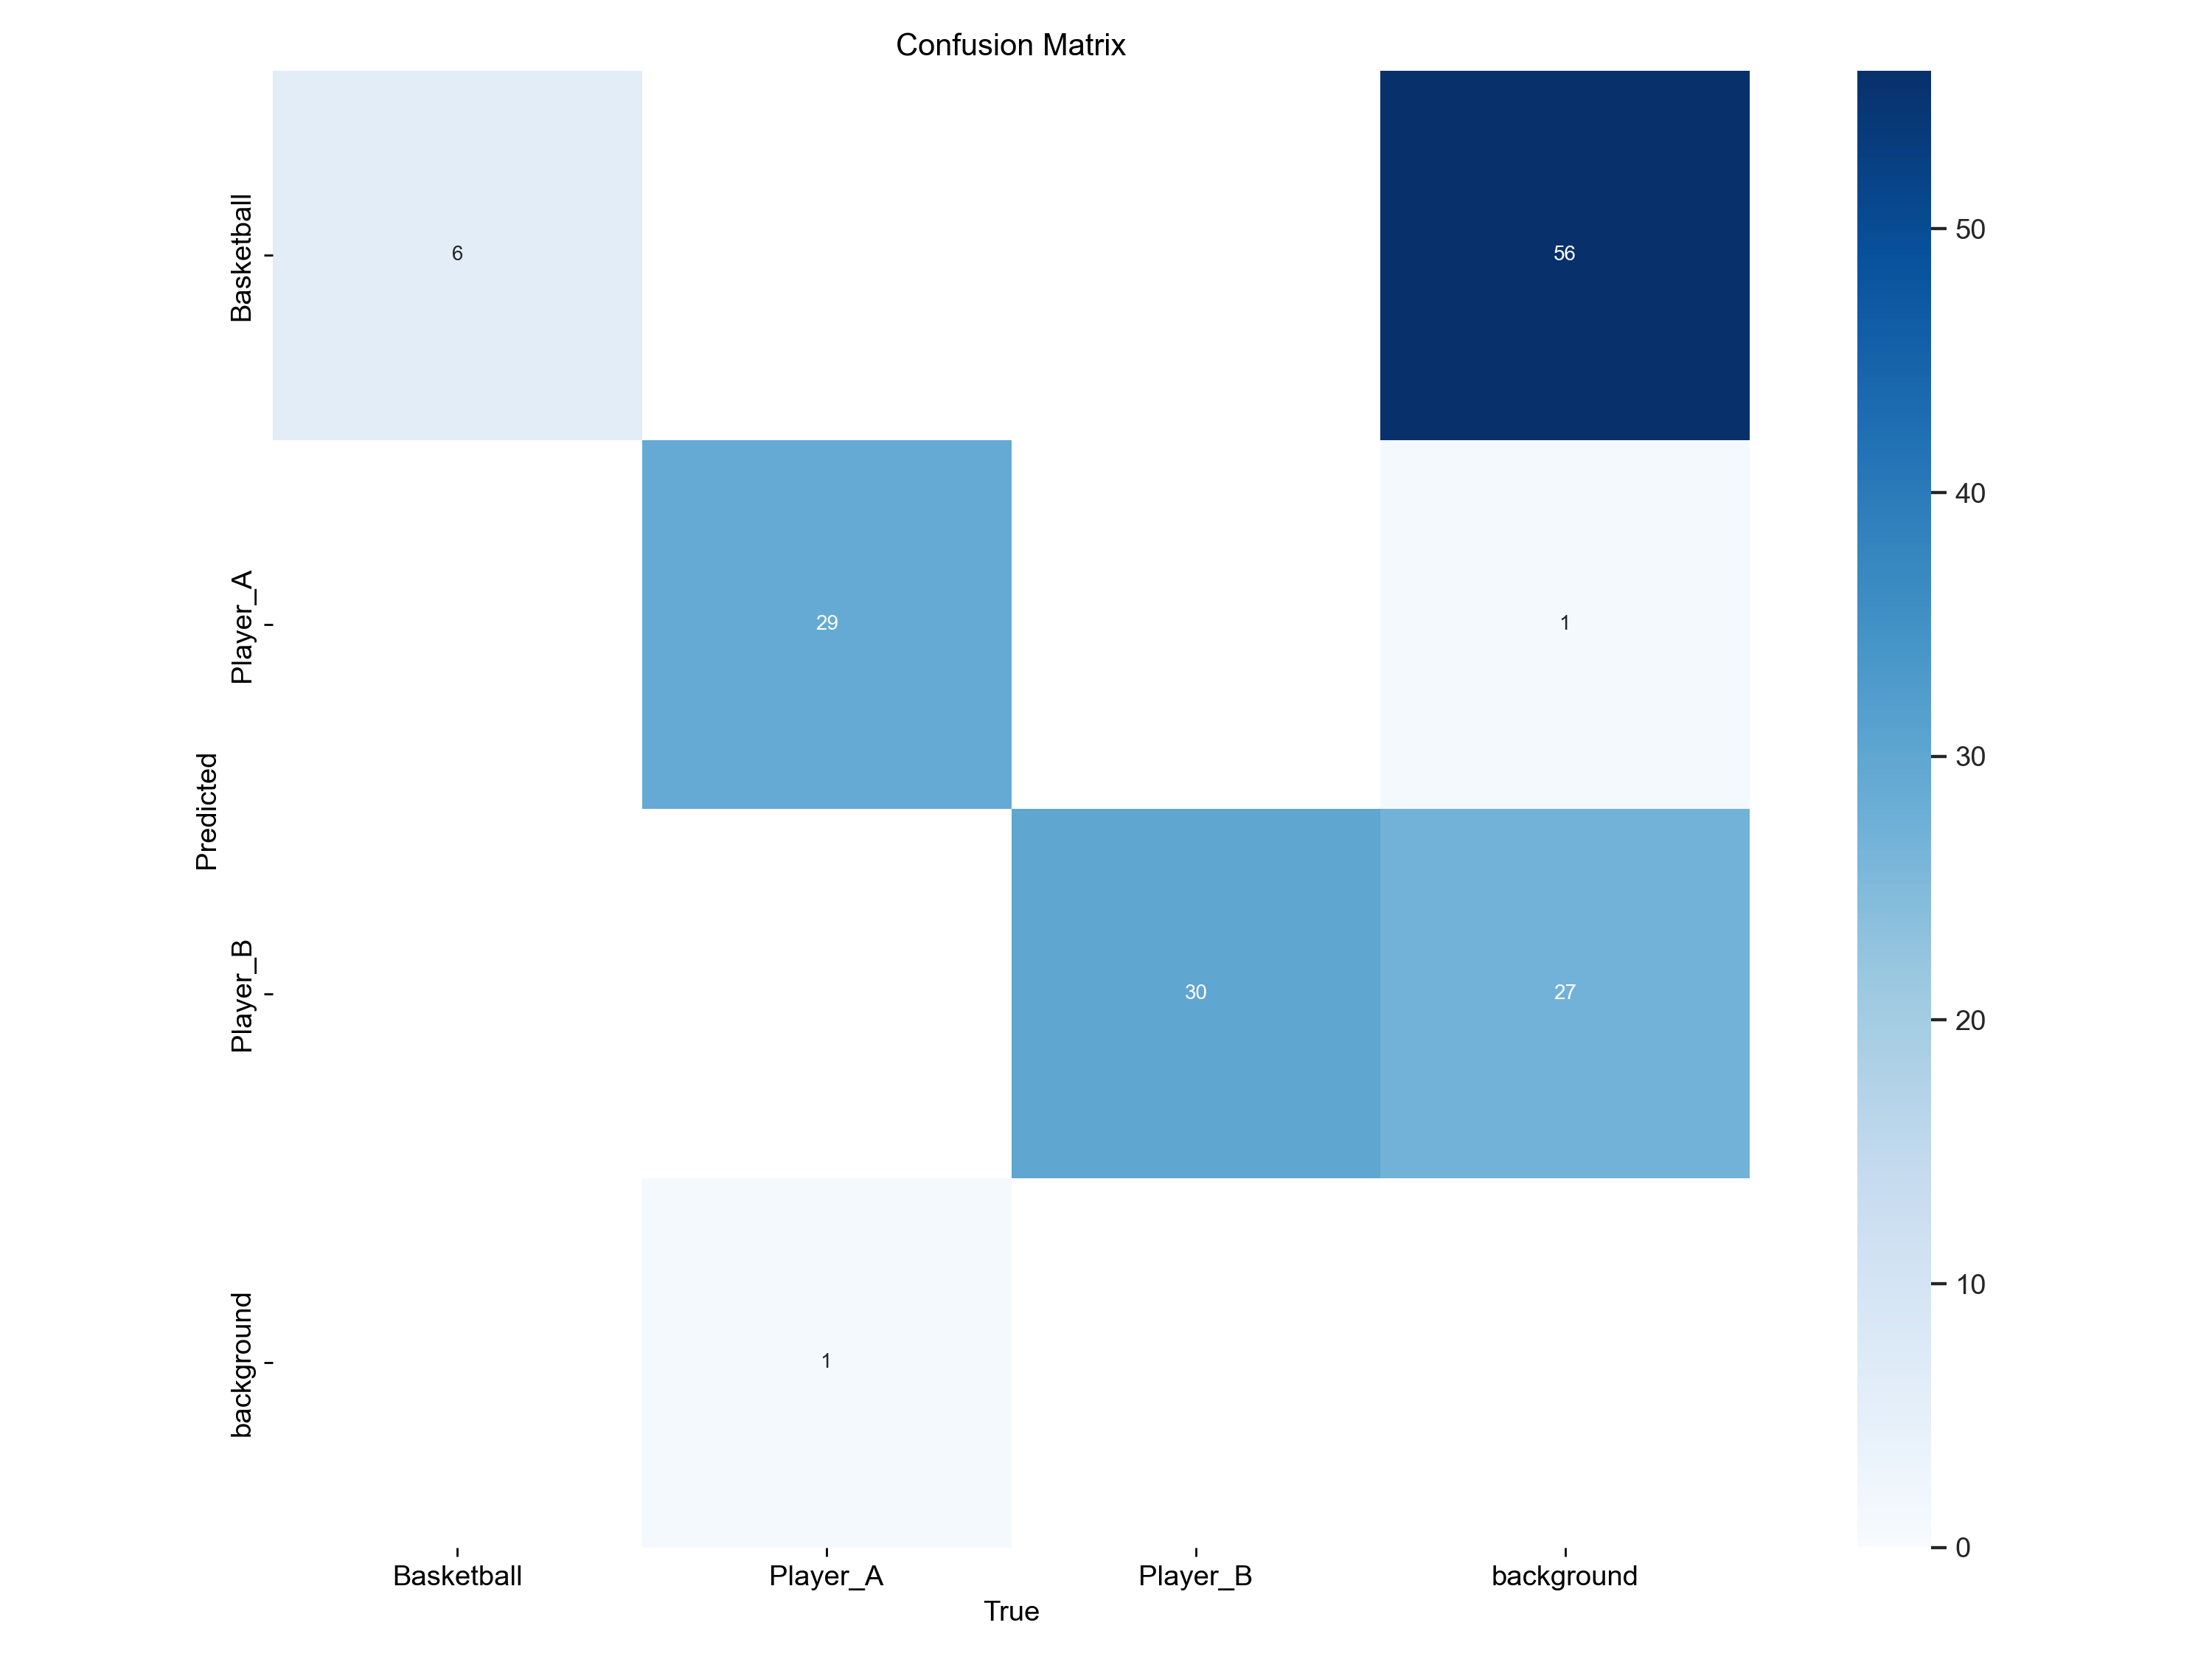 Confusion Matrix
Basketball
6
56
50
40
Player_A
29
1
30
Predicted
Player_B
30
27
20
10
background
1
0
Basketball
Player_A
Player_B
background
True